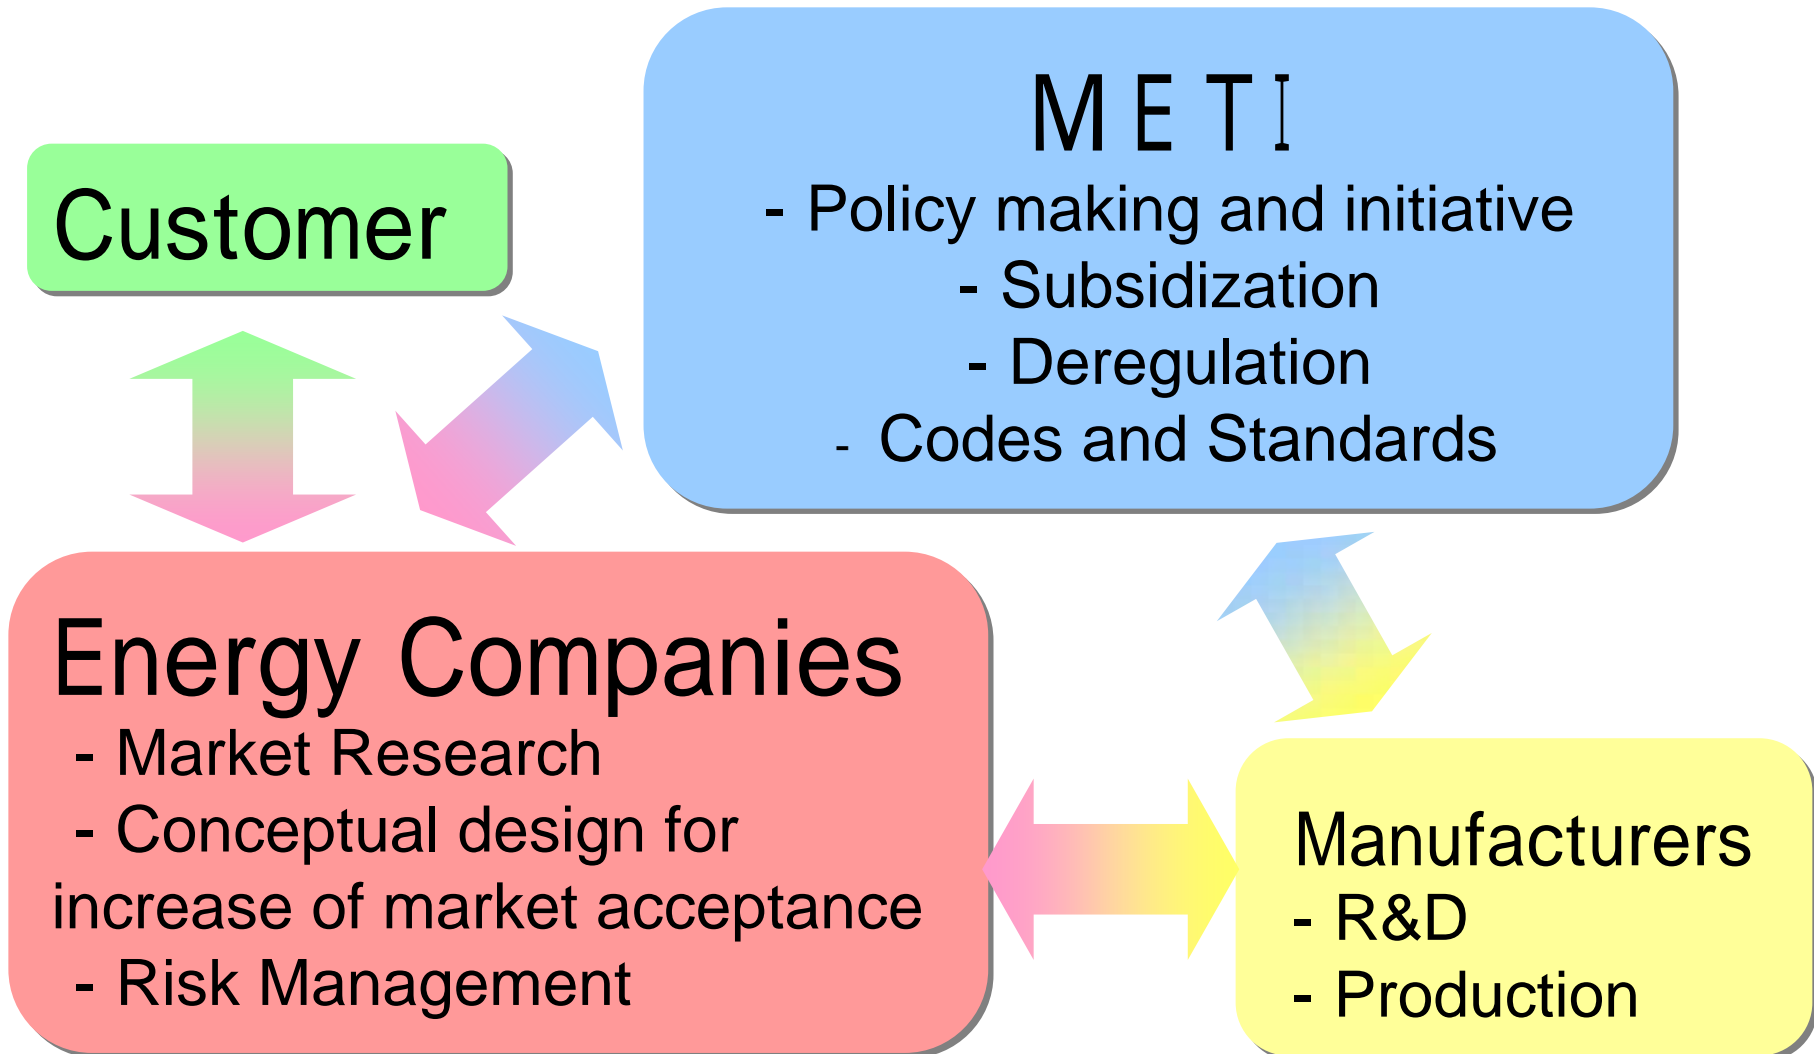 METI
- Policy making and initiative
- Subsidization
- Deregulation
- Codes and Standards
Customer
Energy Companies
- Market Research
- Conceptual design for
increase of market acceptance
- Risk Management
Manufacturers
- R&D
- Production